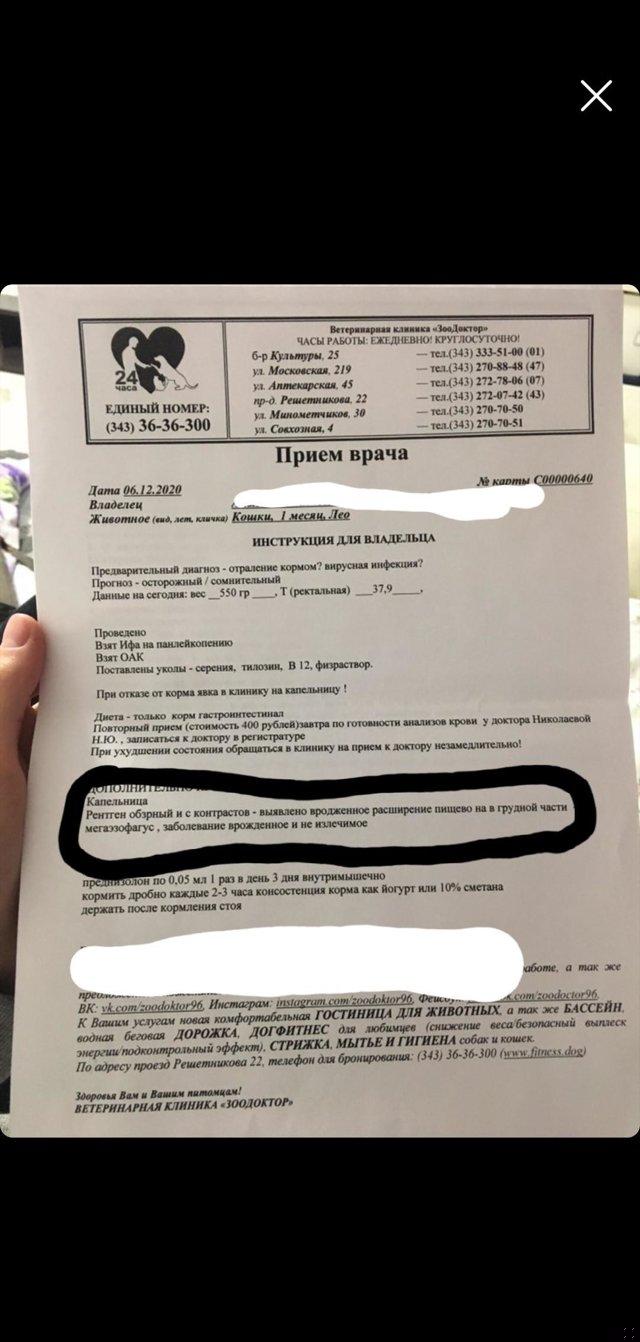 24
часа
ЕДИНЫЙ НОМЕР:
(343) 36-36-300
Ветеринарная клиника «ЗооДоктор»
ЧАСЫ РАБОТЫ: ЕЖЕДНЕВНО! КРУГЛОСУТОЧНО!
б-р Культуры, 25 — тел.(343) 333-51-00 (01)
ул. Московская, 219 — тел.(343) 270-88-48 (47)
ул. Аптекарская, 45 — тел.(343) 272-78-06 (07)
пр-д. Решетникова, 22 — тел.(343) 272-07-42 (43)
ул. Минометчиков, 30 — тел.(343) 270-70-50
ул. Совхозная, 4 — тел.(343) 270-70-51
Прием врача
№ карты С00000640
Дата 06.12.2020
Владелец
Животное (вид, лет, кличка) Кошки, 1 месяц, Лео
ИНСТРУКЦИЯ ДЛЯ ВЛАДЕЛЬЦА
Предварительный диагноз - отраление кормом? вирусная инфекция?
Прогноз - осторожный / сомнительный
Данные на сегодня: вес __550 гр ____, Т (ректальная) ___37,9_____,
Проведено
Взят Ифа на панлейкопению
Взят ОАК
Поставлены уколы - серения, тилозин, В 12, физраствор.
При отказе от корма явка в клинику на капельницу !
Диета - только корм гастроинтестинал
Повторный прием (стоимость 400 рублей)завтра по готовности анализов крови у доктора Николаевой
Н.Ю. , записаться к доктору в регистратуре
При ухудшении состояния обращаться в клинику на прием к доктору незамедлительно!
ДОПОЛНИТЕЛЬНО
Капельница
Рентген обзрный и с контрастов - выявлено вродженное расширение пищево на в грудной части
мегаэзофагус , заболевание врожденное и не излечимое
преднизолон по 0,05 мл 1 раз в день 3 дня внутримышечно
кормить дробно каждые 2-3 часа консостенция корма как йогурт или 10% сметана
держать после кормления стоя
а так же
ВК: vk.com/zoodoktor96, Инстаграм: instagram.com/zoodoktor96, k.com/zoodoctor96.
К Вашим услугам новая комфортабельная ГОСТИНИЦА ДЛЯ ЖИВОТНЫХ, а так же БАССЕЙН,
водная беговая ДОРОЖКА, ДОГФИТНЕС для любимцев (снижение веса/безопасный выплеск
энергии/подконтрольный эффект), СТРИЖКА, МЫТЬЕ И ГИГИЕНА собак и кошек.
По адресу проезд Решетникова 22, телефон для бронирования: (343) 36-36-300 (www.fitness.dog)
Здоровья Вам и Вашим питомцам!
ВЕТЕРИНАРНАЯ КЛИНИКА «ЗООДОКТОР»